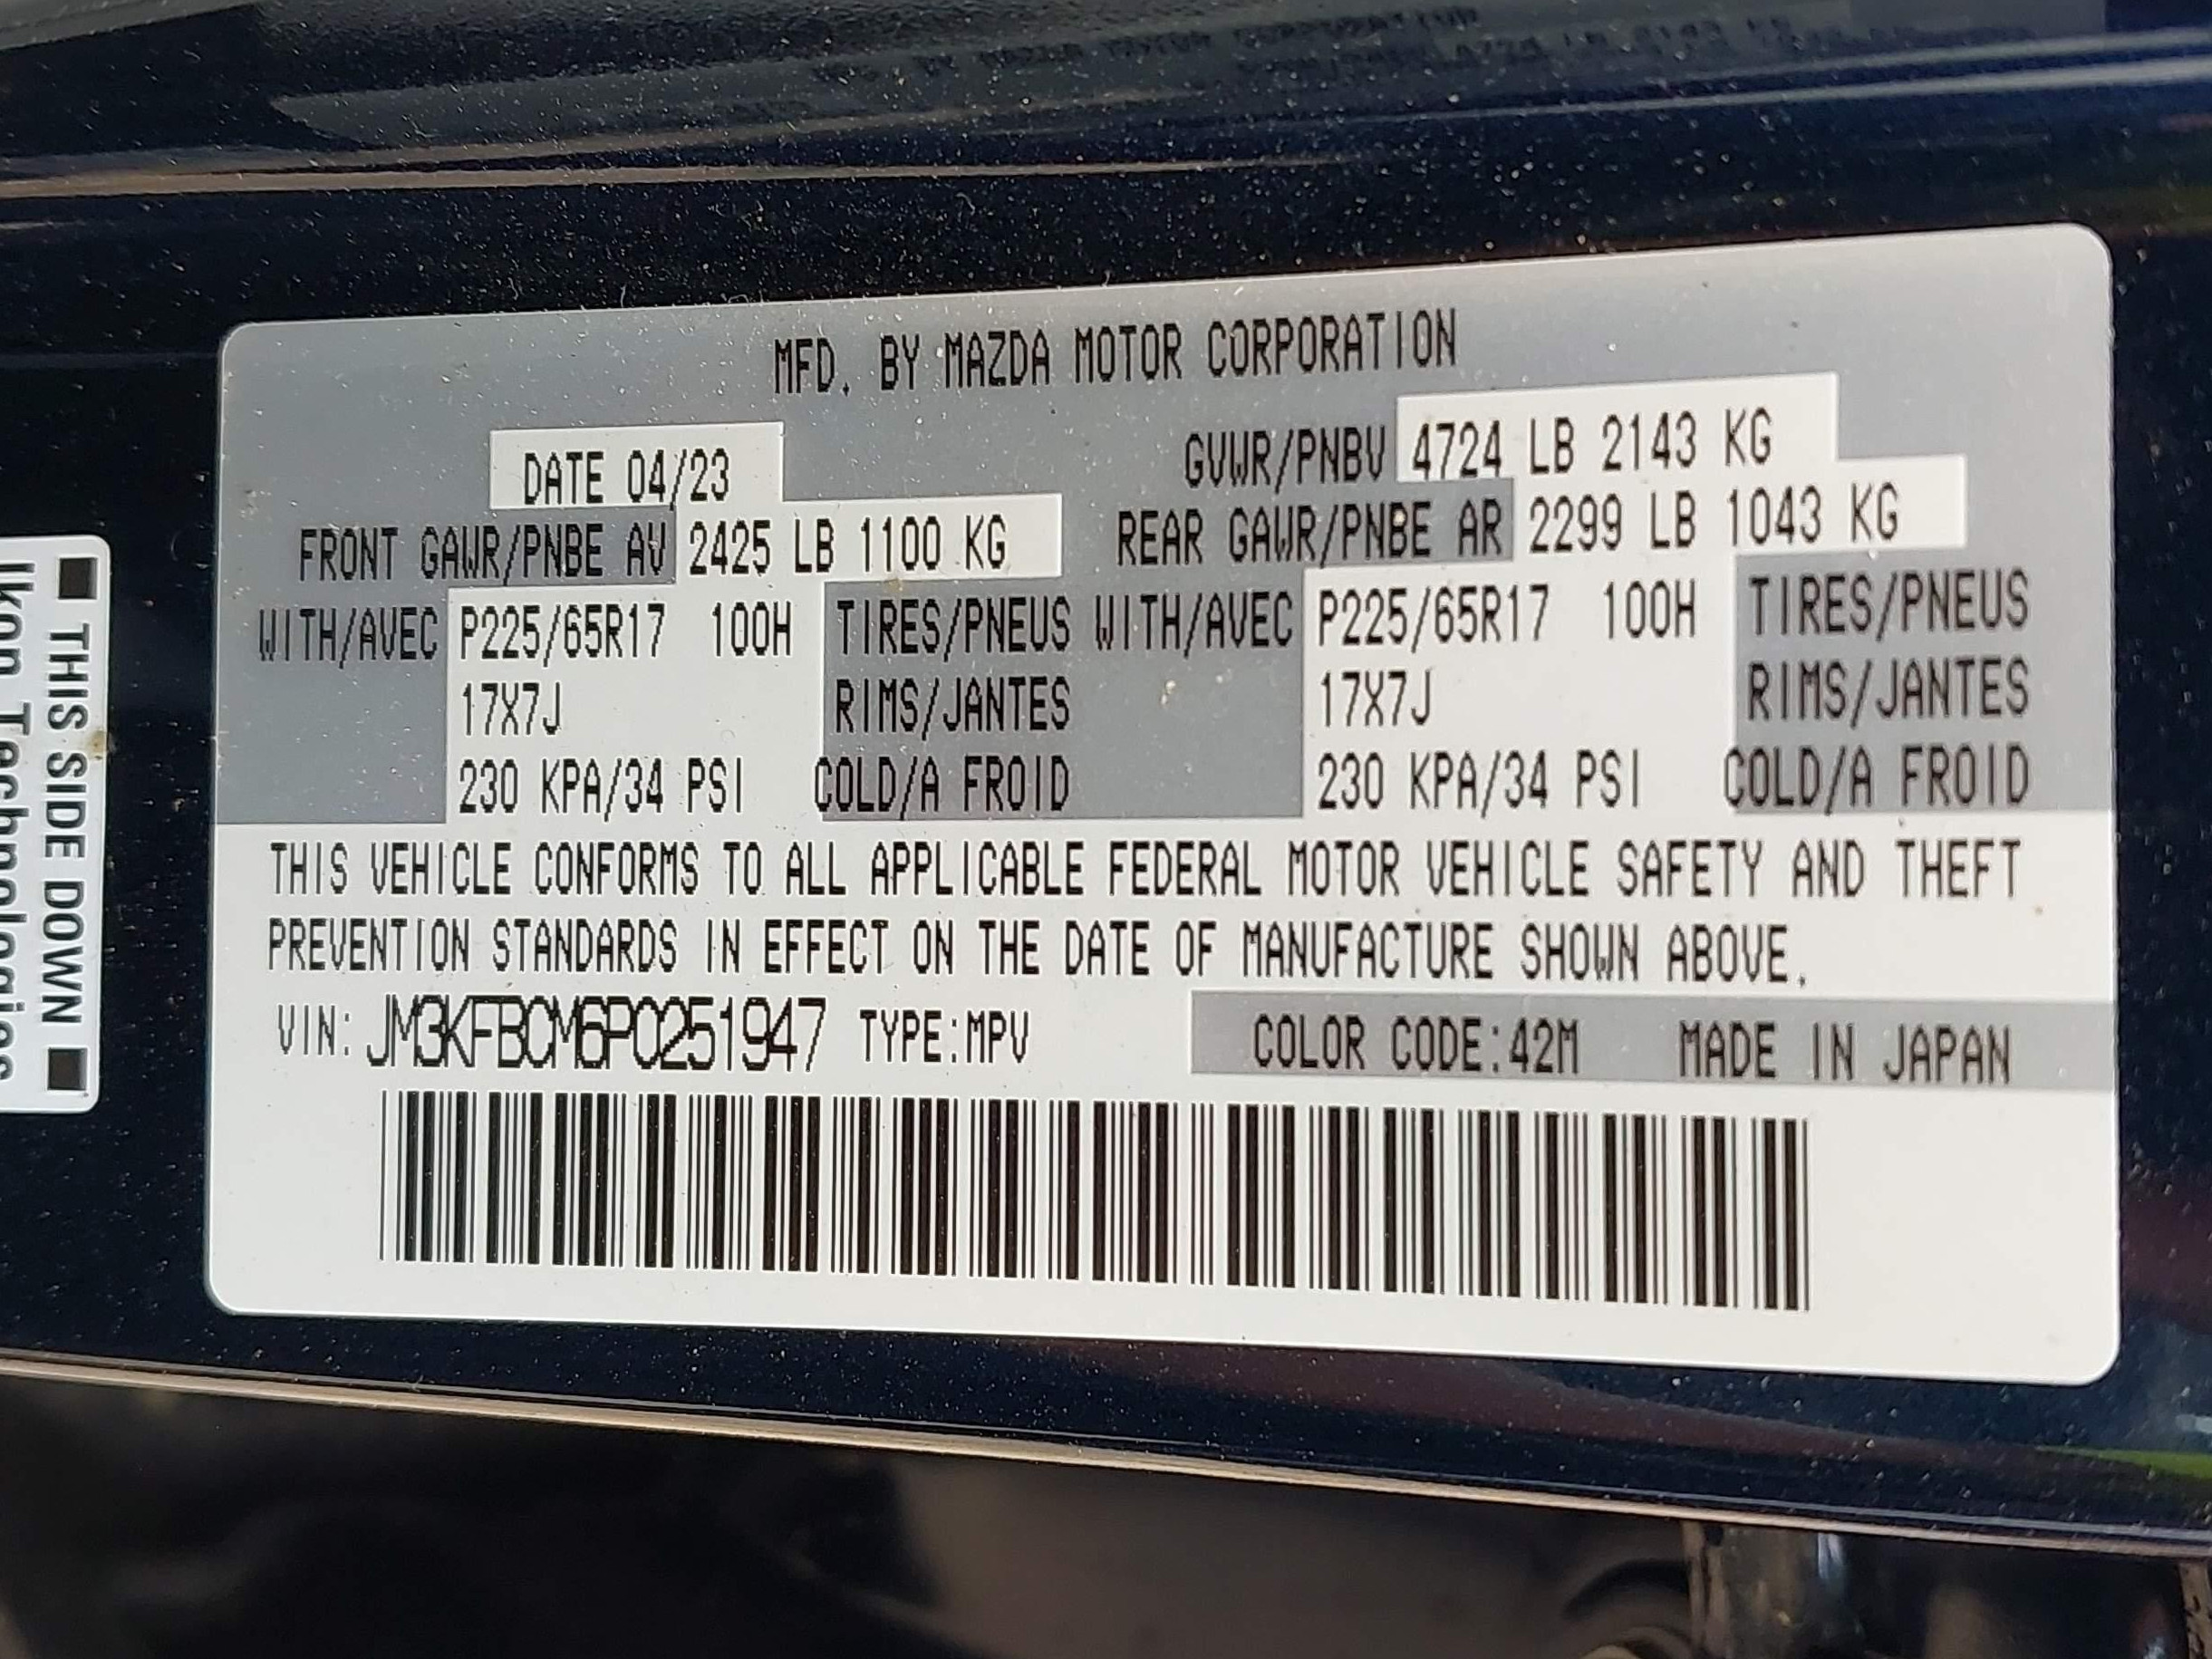 MFD. BY MAZDA MOTOR CORPORATION
DATE 04/23 GVWR/PNBV 4724 LB 2143 KG
FRONT GAWR/PNBE AV 2425 LB 1100 KG REAR GAWR/PNBE AR 2299 LB 1043 KG
WITH/AVEC P225/65R17 100H TIRES/PNEUS WITH/AVEC P225/65R17 100H TIRES/PNEUS
17X7J RIMS/JANTES 17X7J RIMS/JANTES
230 KPA/34 PSI COLD/A FROID 230 KPA/34 PSI COLD/A FROID
THIS VEHICLE CONFORMS TO ALL APPLICABLE FEDERAL MOTOR VEHICLE SAFETY AND THEFT
PREVENTION STANDARDS IN EFFECT ON THE DATE OF MANUFACTURE SHOWN ABOVE.
VIN: JM3KFBCM6P0251947 TYPE:MPV COLOR CODE:42M MADE IN JAPAN
THIS SIDE DOWN
Ikon Technologies